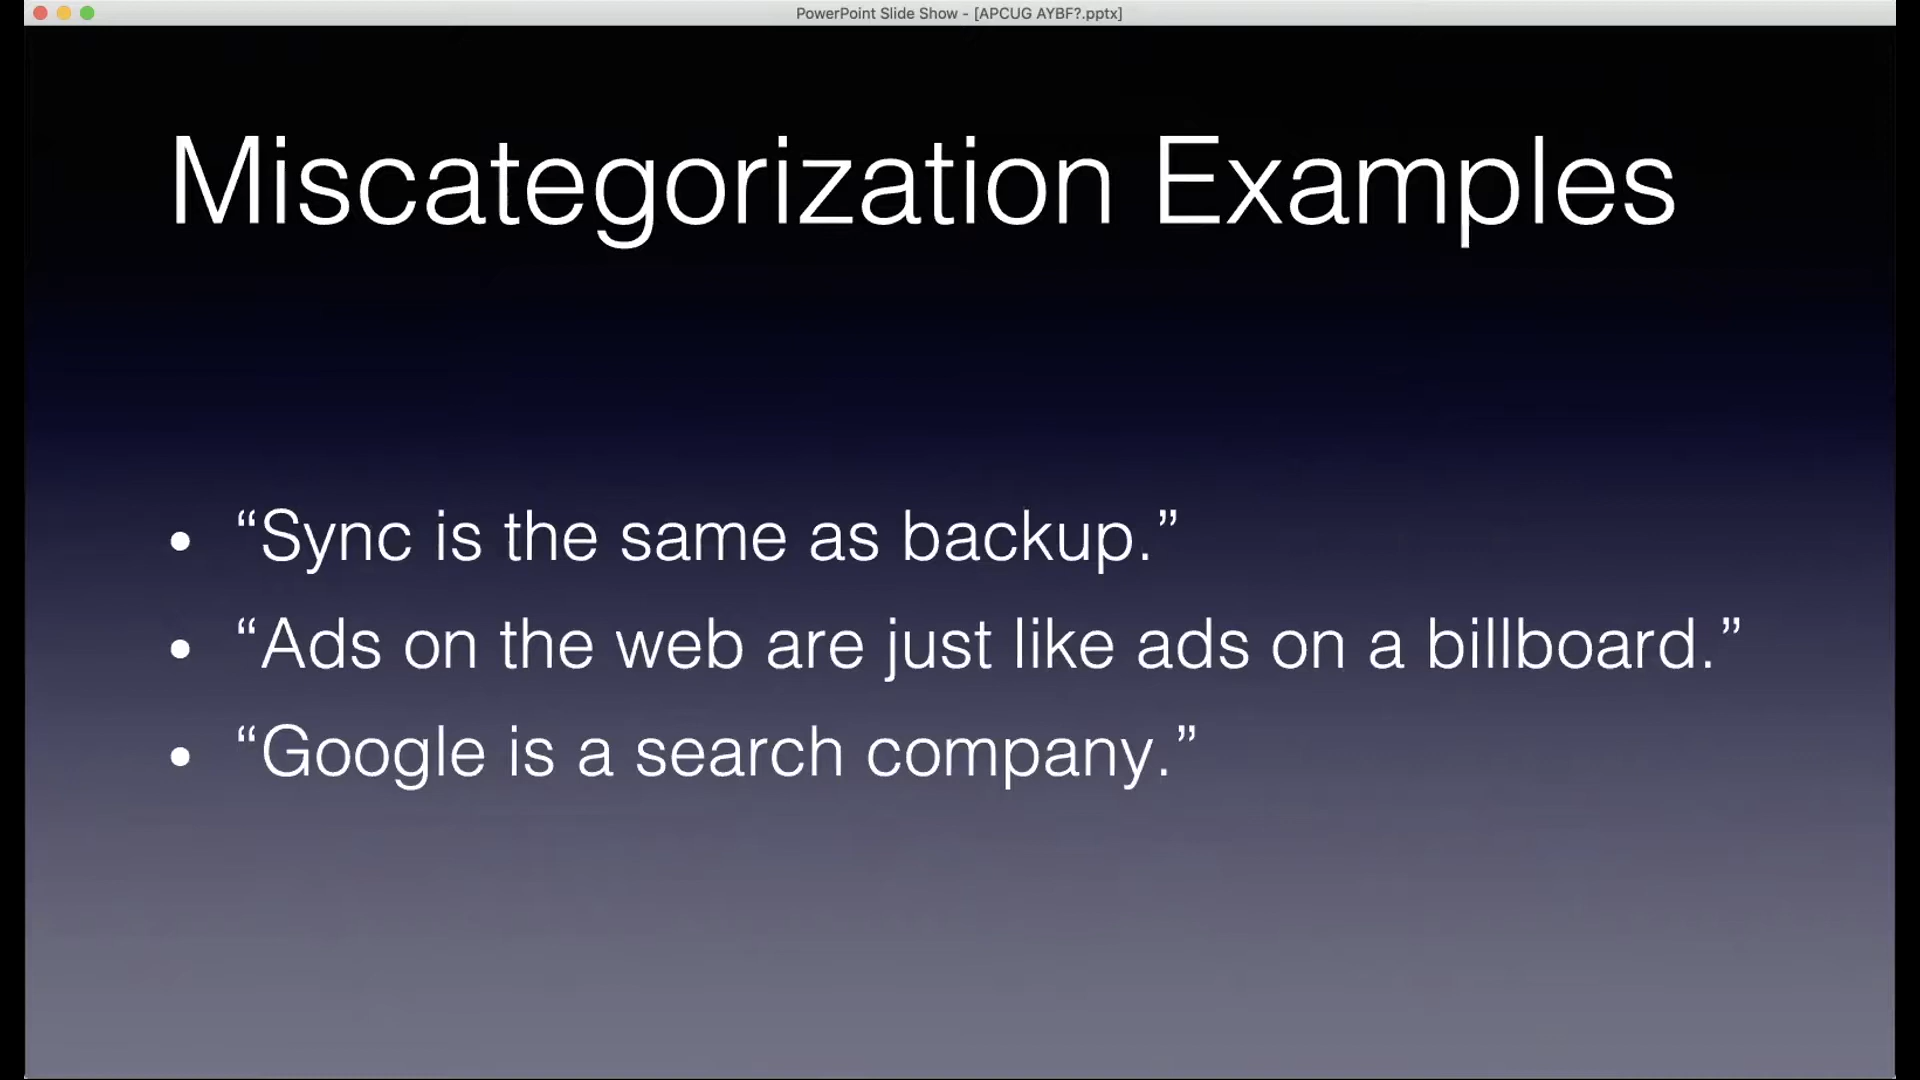 PowerPoint Slide Show - [APCUG AYBF?.pptx]
Miscategorization Examples
• “Sync is the same as backup.”
• “Ads on the web are just like ads on a billboard.”
• “Google is a search company.”